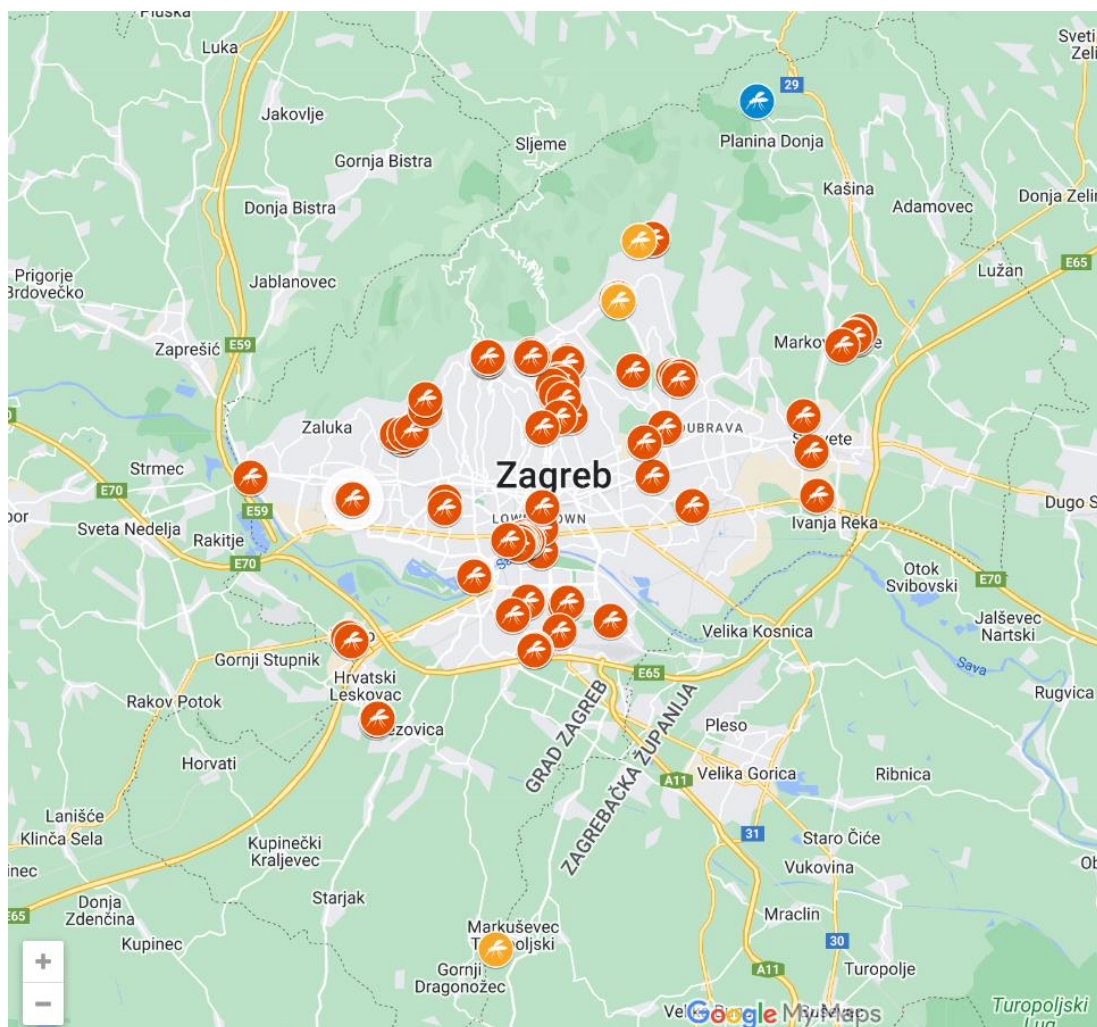 Luka
Sveti
Zeli
29
Jakovlje
Sljeme
Planina Donja
Gornja Bistra
Kašina
Donja Bistra
Adamovec
Donja Zelin
E65
Prigorje
Brdovečko
Jablanovec
Lužan
Zaprešić
E59
Zaluka
DUBRAVA
Strmec
Zagreb
E70
E59
Dugo S
Sveta Nedelja
Ivanja Reka
Rakitje
E70
Otok
Svibovski
E70
Jalševec
Nartski
Velika Kosnica
Gornji Stupnik
Sava
E65
Hrvatski
Leskovac
Rugvica
Rakov Potok
GRAD ZAGREB
ZAGREBAČKA ŽUPANIJA
Pleso
Horvati
A11
Velika Gorica
Ribnica
Lanišće
Klinča Sela
Kupinečki
Kraljevec
31
Staro Čiće
Vukovina
Starjak
E65
Donja
Zdenčina
Mraclin
Kupinec
Markuševec
30
+
Gornji
Dragonožec
A11
Turopolje
−
Google My Maps
Turopoljski
Lug